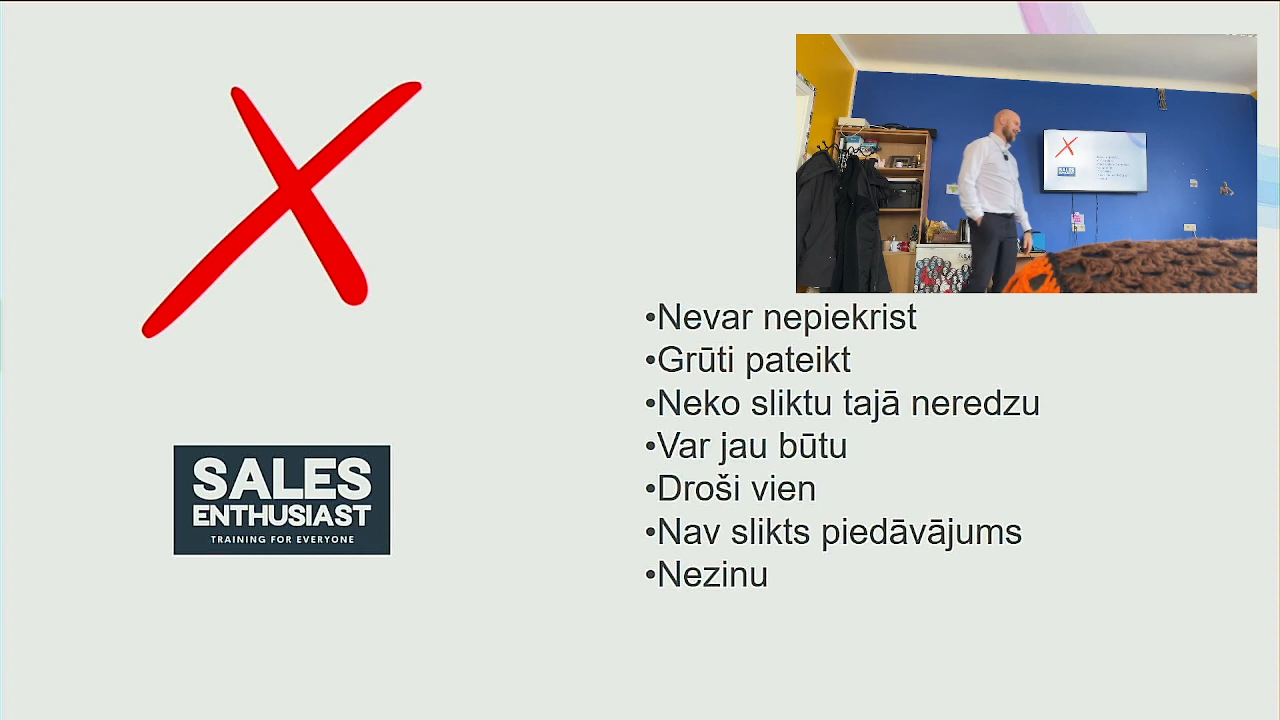 •Nevar nepiekrist
•Grūti pateikt
•Neko sliktu tajā neredzu
•Var jau būtu
•Droši vien
•Nav slikts piedāvājums
•Nezinu
SALES
ENTHUSIAST
TRAINING FOR EVERYONE